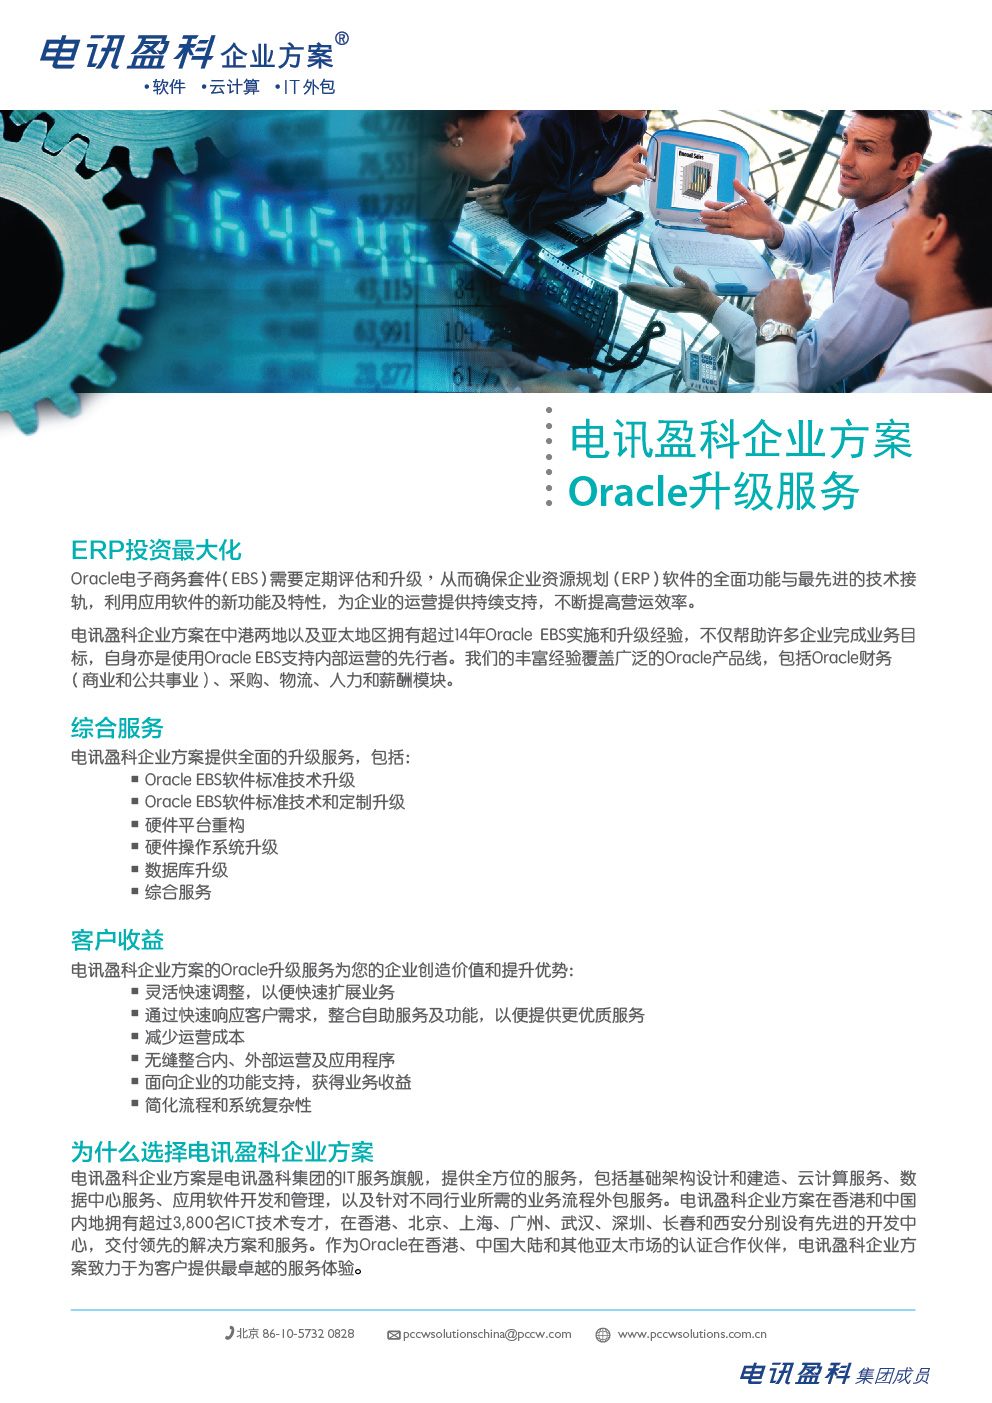 电讯盈科 企业方案®
•软件 •云计算 •IT 外包
Annual Sales
43,115
63,991
28,877
电讯盈科企业方案
Oracle升级服务
ERP投资最大化
Oracle电子商务套件( EBS )需要定期评估和升级，从而确保企业资源规划 ( ERP ) 软件的全面功能与最先进的技术接
轨，利用应用软件的新功能及特性，为企业的运营提供持续支持，不断提高营运效率。
电讯盈科企业方案在中港两地以及亚太地区拥有超过14年Oracle EBS实施和升级经验，不仅帮助许多企业完成业务目
标，自身亦是使用Oracle EBS支持内部运营的先行者。我们的丰富经验覆盖广泛的Oracle产品线，包括Oracle财务
( 商业和公共事业 ) 、采购、物流、人力和薪酬模块。
综合服务
电讯盈科企业方案提供全面的升级服务，包括：
▪ Oracle EBS软件标准技术升级
▪ Oracle EBS软件标准技术和定制升级
▪ 硬件平台重构
▪ 硬件操作系统升级
▪ 数据库升级
▪ 综合服务
客户收益
电讯盈科企业方案的Oracle升级服务为您的企业创造价值和提升优势：
▪ 灵活快速调整，以便快速扩展业务
▪ 通过快速响应客户需求，整合自助服务及功能，以便提供更优质服务
▪ 减少运营成本
▪ 无缝整合内、外部运营及应用程序
▪ 面向企业的功能支持，获得业务收益
▪ 简化流程和系统复杂性
为什么选择电讯盈科企业方案
电讯盈科企业方案是电讯盈科集团的IT服务旗舰，提供全方位的服务，包括基础架构设计和建造、云计算服务、数
据中心服务、应用软件开发和管理，以及针对不同行业所需的业务流程外包服务。电讯盈科企业方案在香港和中国
内地拥有超过3,800名ICT技术专才，在香港、北京、上海、广州、武汉、深圳、长春和西安分别设有先进的开发中
心，交付领先的解决方案和服务。作为Oracle在香港、中国大陆和其他亚太市场的认证合作伙伴，电讯盈科企业方
案致力于为客户提供最卓越的服务体验。
北京 86-10-5732 0828 pccwsolutionschina@pccw.com www.pccwsolutions.com.cn
电讯盈科 集团成员